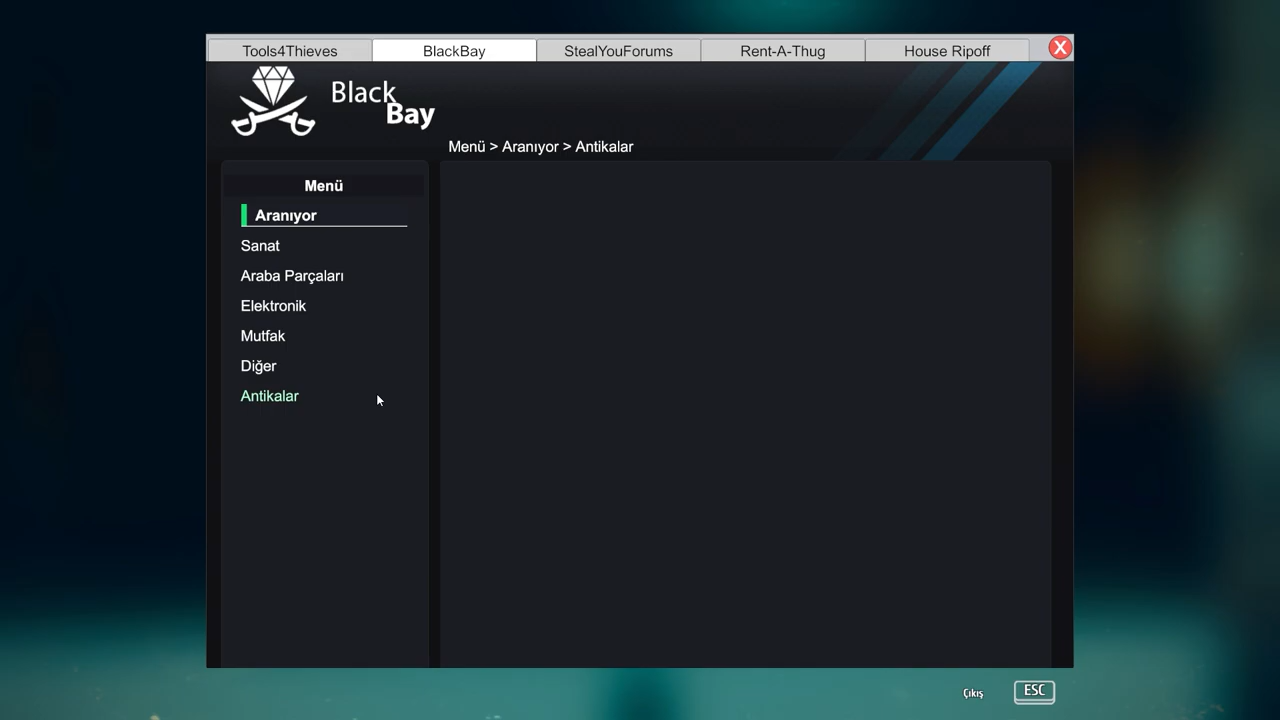 Tools4Thieves
BlackBay
StealYouForums
Rent-A-Thug
House Ripoff
X
Black
Bay
Menü > Aranıyor > Antikalar
Menü
Aranıyor
Sanat
Araba Parçaları
Elektronik
Mutfak
Diğer
Antikalar
Çıkış
ESC